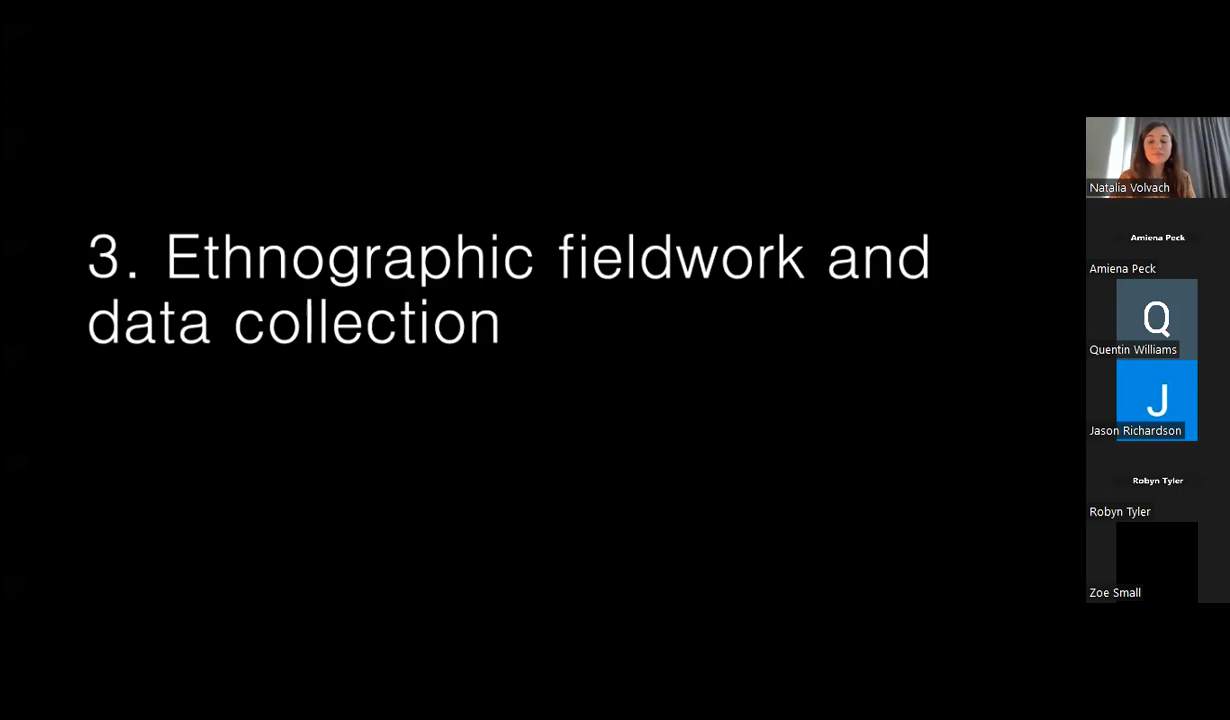 3. Ethnographic fieldwork and
data collection
Natalia Volvach
Amiena Peck
Amiena Peck
Q
Quentin Williams
J
Jason Richardson
Robyn Tyler
Robyn Tyler
Zoe Small